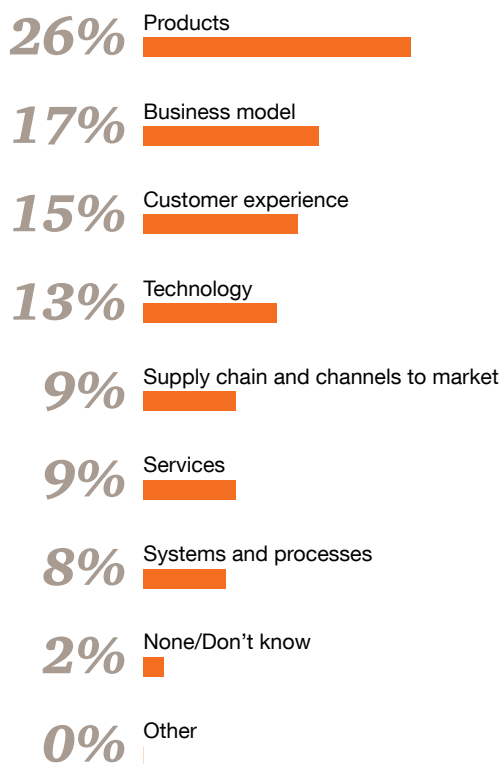 26% Products
17% Business model
15% Customer experience
13% Technology
9% Supply chain and channels to market
9% Services
8% Systems and processes
2% None/Don’t know
0% Other